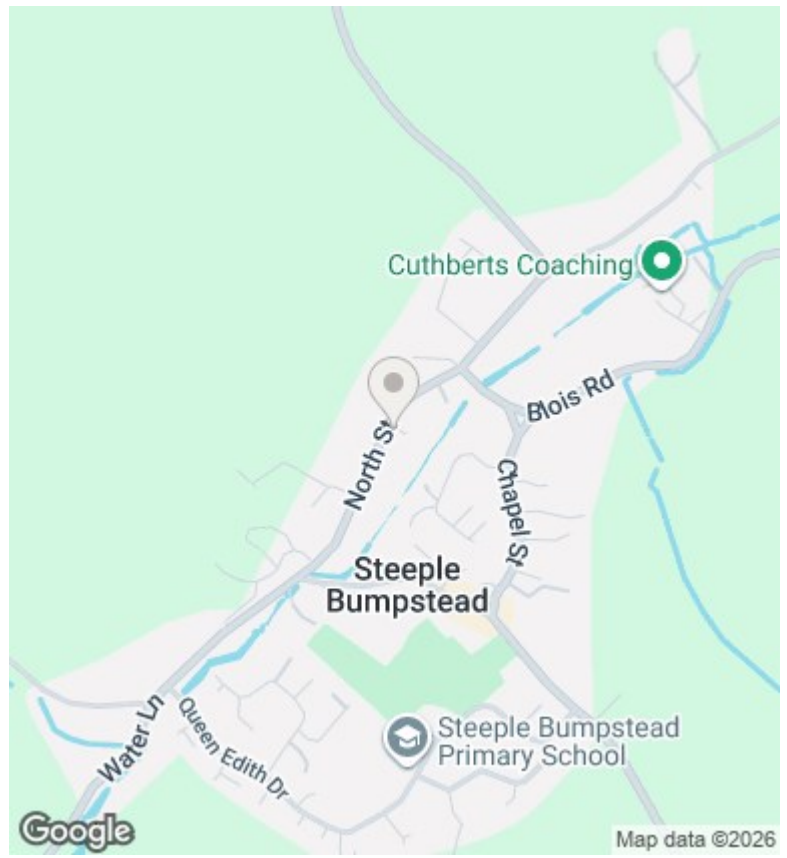 Cuthberts Coaching
Blois Rd
North St
Chapel St
Steeple
Bumpstead
Water Ln
Queen Edith Dr
Steeple Bumpstead
Primary School
Google
Map data ©2026